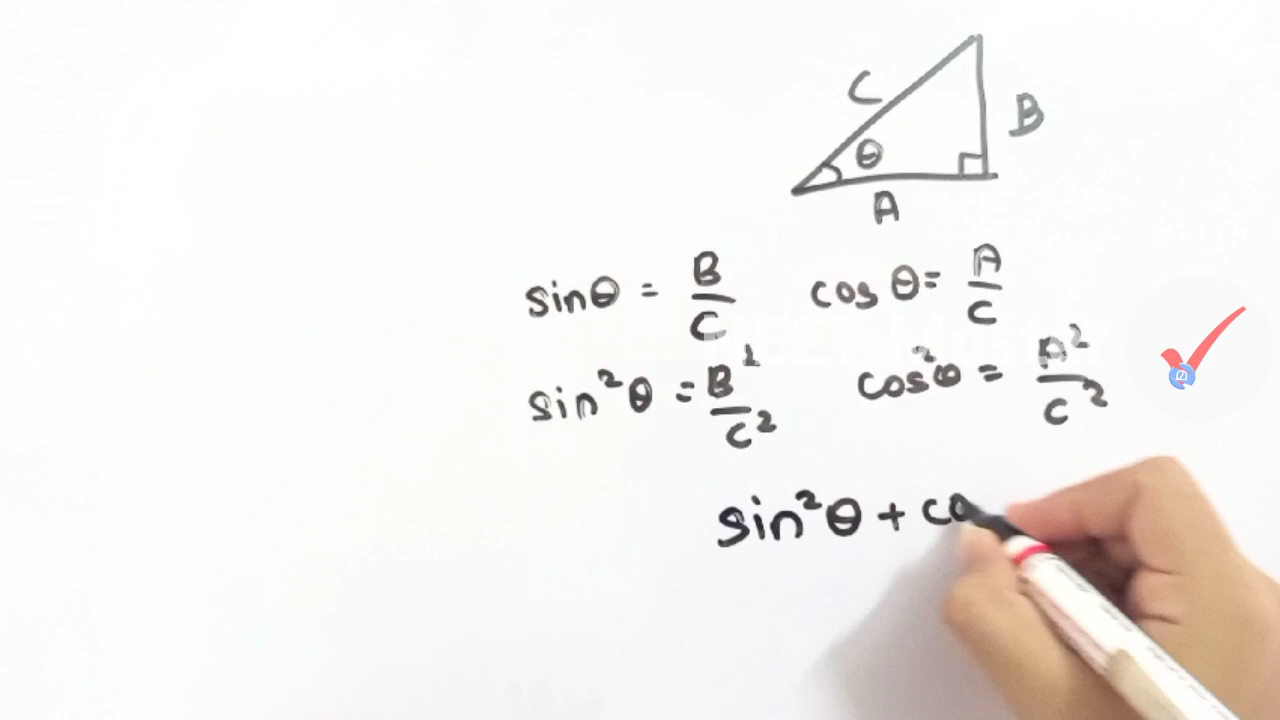 C
B
θ
A
sinθ = B/C cos θ = A/C
sin²θ = B²/C² cos²θ = A²/C²
sin²θ + co